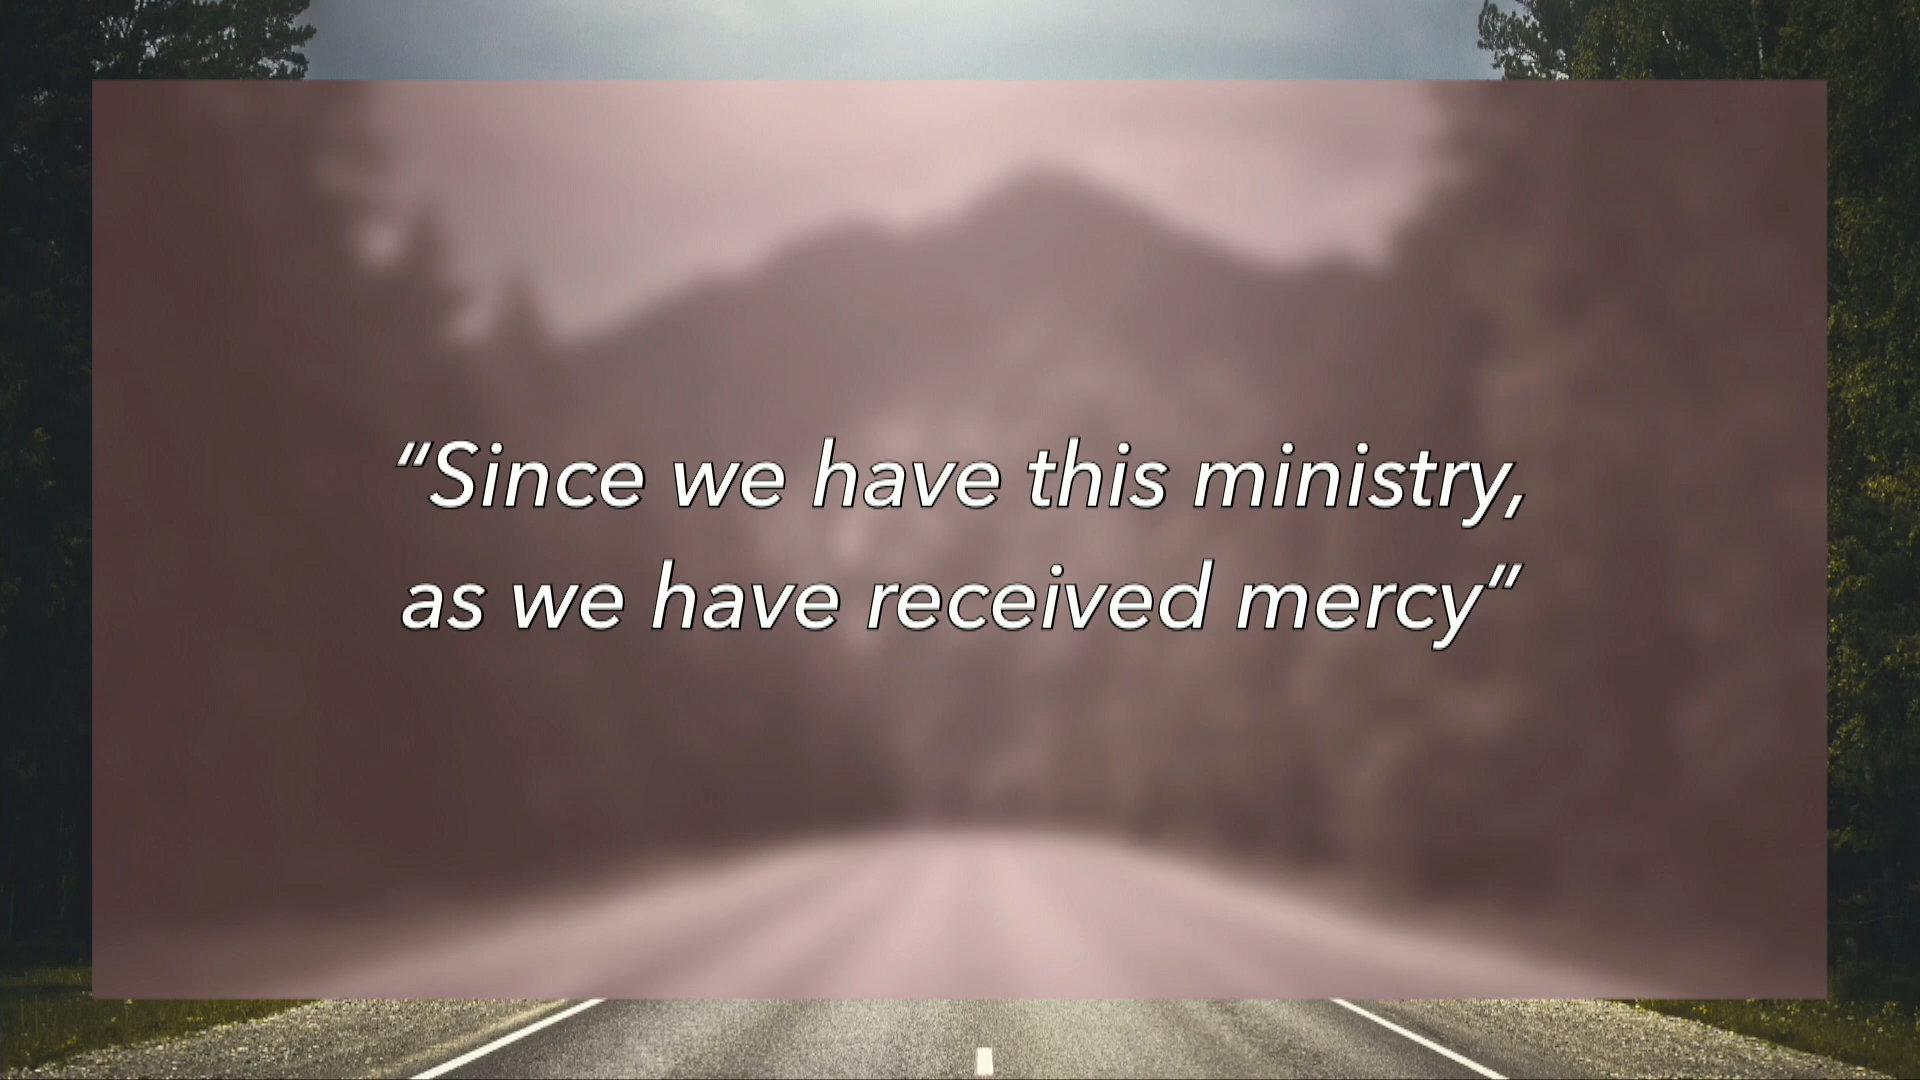 “Since we have this ministry,
as we have received mercy“